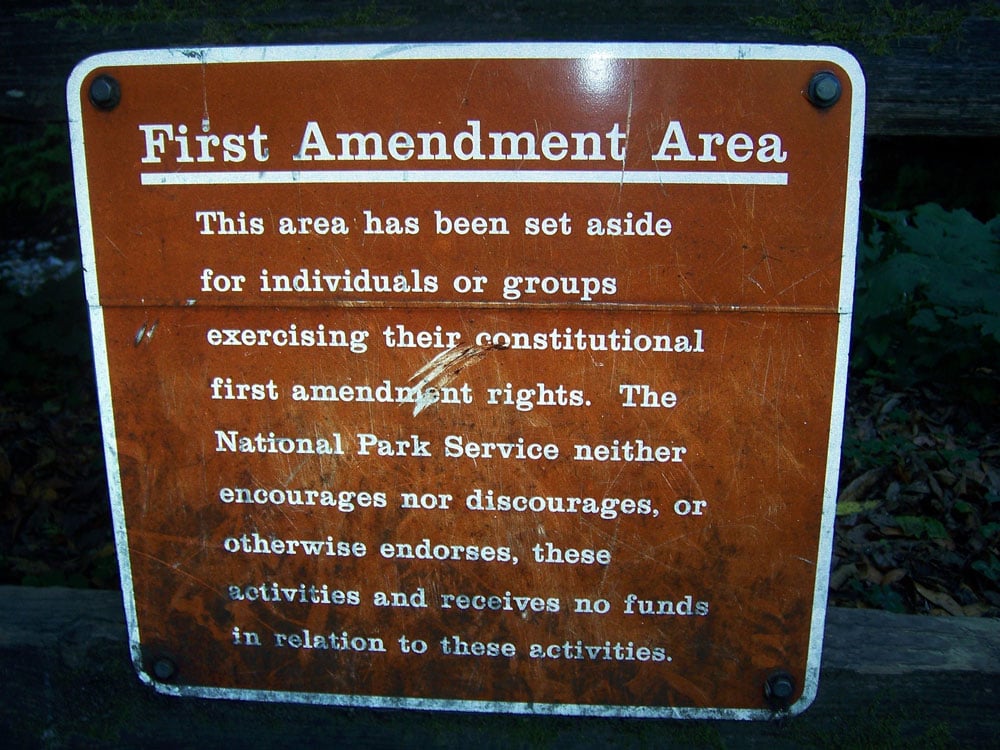 First Amendment Area
This area has been set aside
for individuals or groups
exercising their constitutional
first amendment rights. The
National Park Service neither
encourages nor discourages, or
otherwise endorses, these
activities and receives no funds
in relation to these activities.